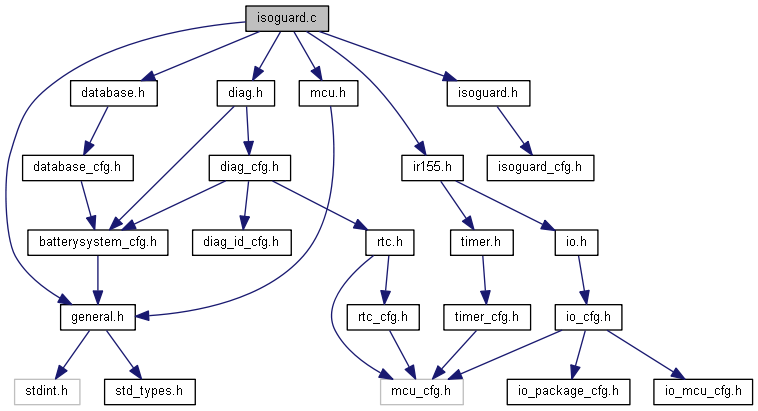 isoguard.c
database.h
diag.h
mcu.h
isoguard.h
database_cfg.h
diag_cfg.h
ir155.h
isoguard_cfg.h
batterysystem_cfg.h
diag_id_cfg.h
rtc.h
timer.h
io.h
general.h
rtc_cfg.h
timer_cfg.h
io_cfg.h
stdint.h
std_types.h
mcu_cfg.h
io_package_cfg.h
io_mcu_cfg.h